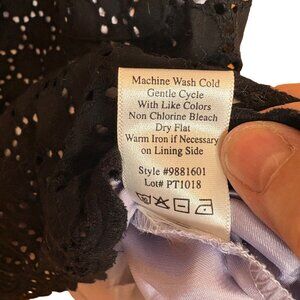 Machine Wash Cold
Gentle Cycle
With Like Colors
Non Chlorine Bleach
Dry Flat
Warm Iron if Necessary
on Lining Side
Style #9881601
Lot# PT1018